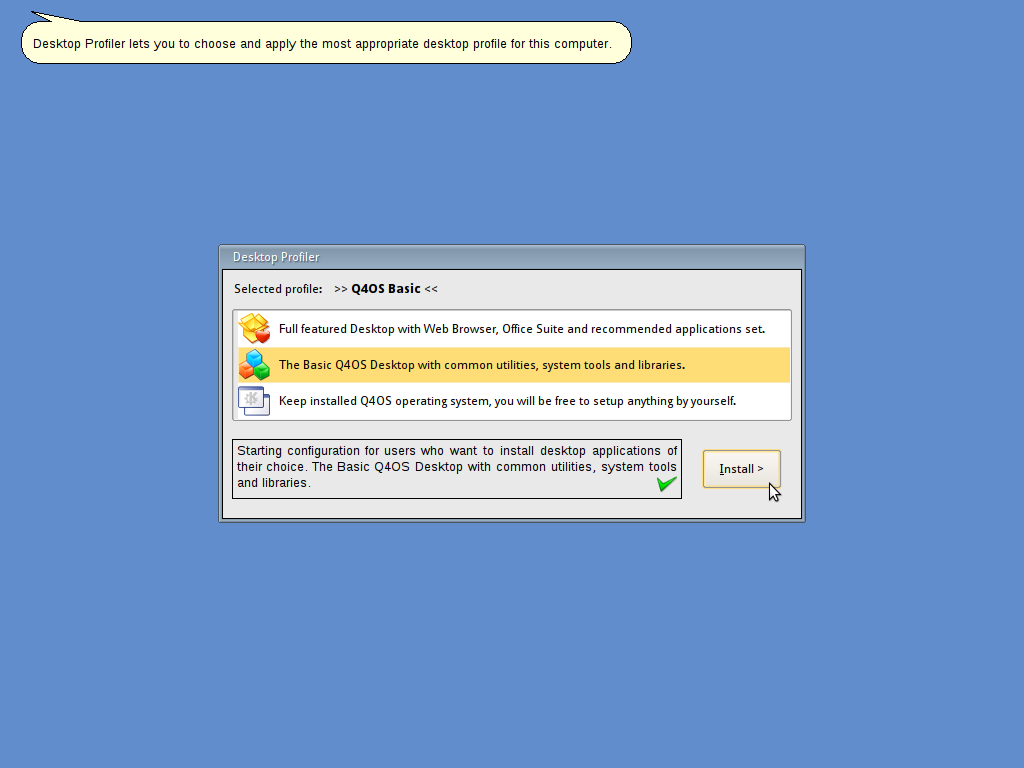 Desktop Profiler lets you to choose and apply the most appropriate desktop profile for this computer.
Desktop Profiler
Selected profile: >> Q4OS Basic <<
Full featured Desktop with Web Browser, Office Suite and recommended applications set.
The Basic Q4OS Desktop with common utilities, system tools and libraries.
Keep installed Q4OS operating system, you will be free to setup anything by yourself.
Starting configuration for users who want to install desktop applications of
their choice. The Basic Q4OS Desktop with common utilities, system tools
and libraries.
Install >